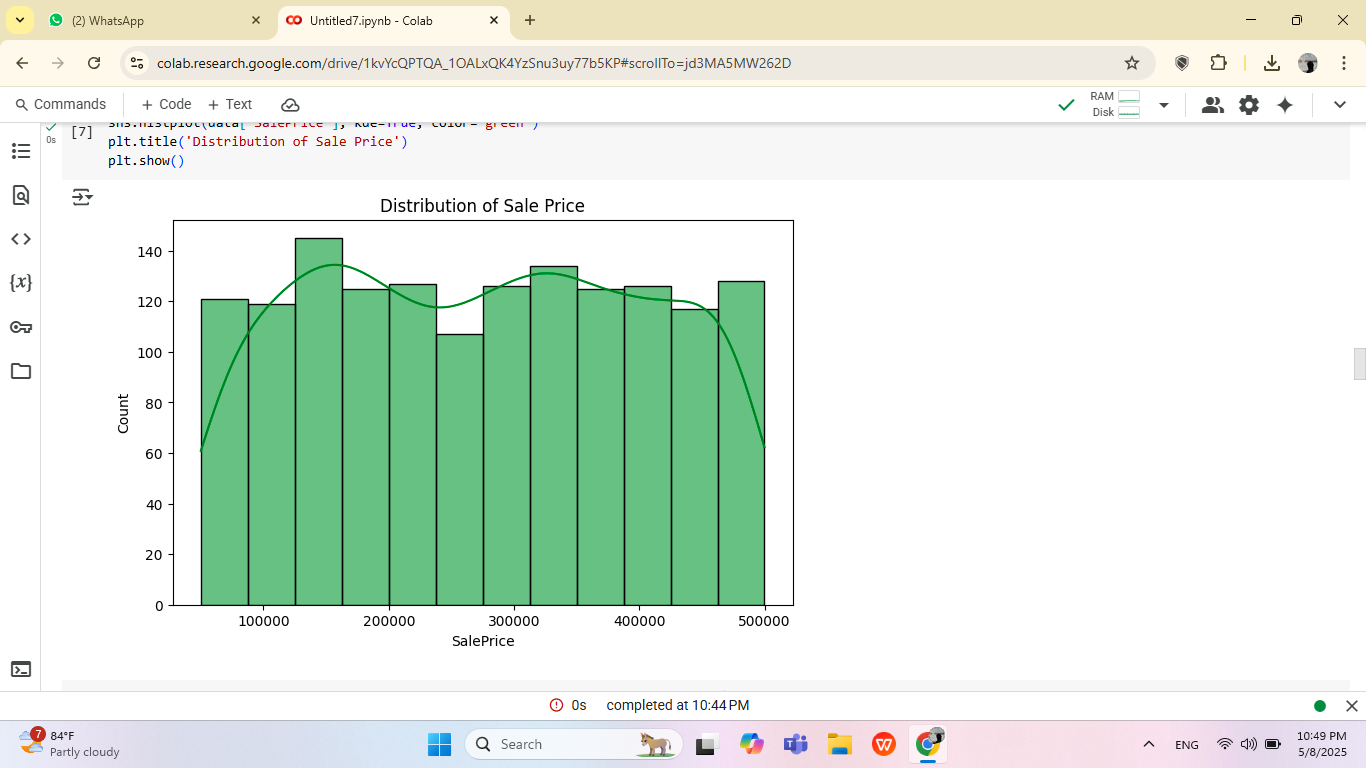 (2) WhatsApp
Untitled7.ipynb - Colab
colab.research.google.com/drive/1kvYcQPTQA_1OALxQK4YzSnu3uy77b5KP#scrollTo=jd3MA5MW262D
Commands + Code + Text
RAM
Disk
0s
[7]
sns.histplot(data['SalePrice'], kde=True, color='green')
plt.title('Distribution of Sale Price')
plt.show()
{x}
Distribution of Sale Price
140
120
100
80
60
40
20
0
Count
100000 200000 300000 400000 500000
SalePrice
0s completed at 10:44 PM
7
84°F
Partly cloudy
Search
W
ENG
10:49 PM
5/8/2025